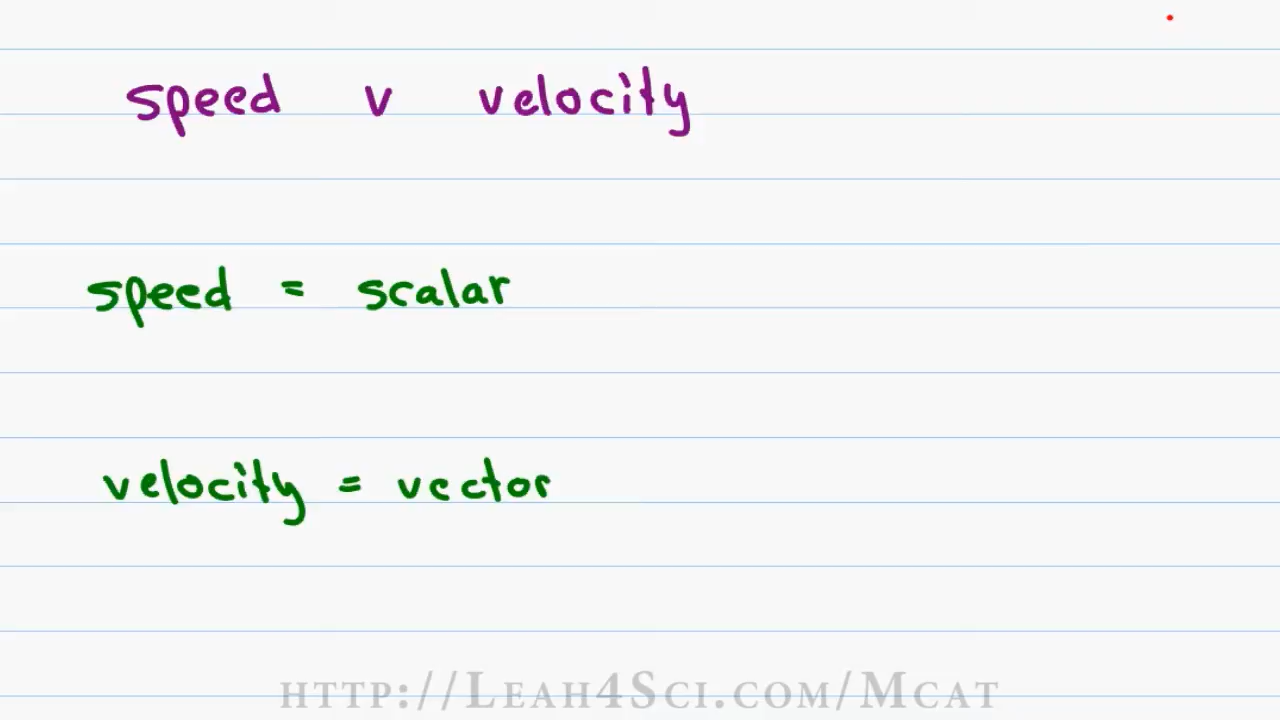 speed v velocity
speed = scalar
velocity = vector
http://Leah4Sci.com/Mcat